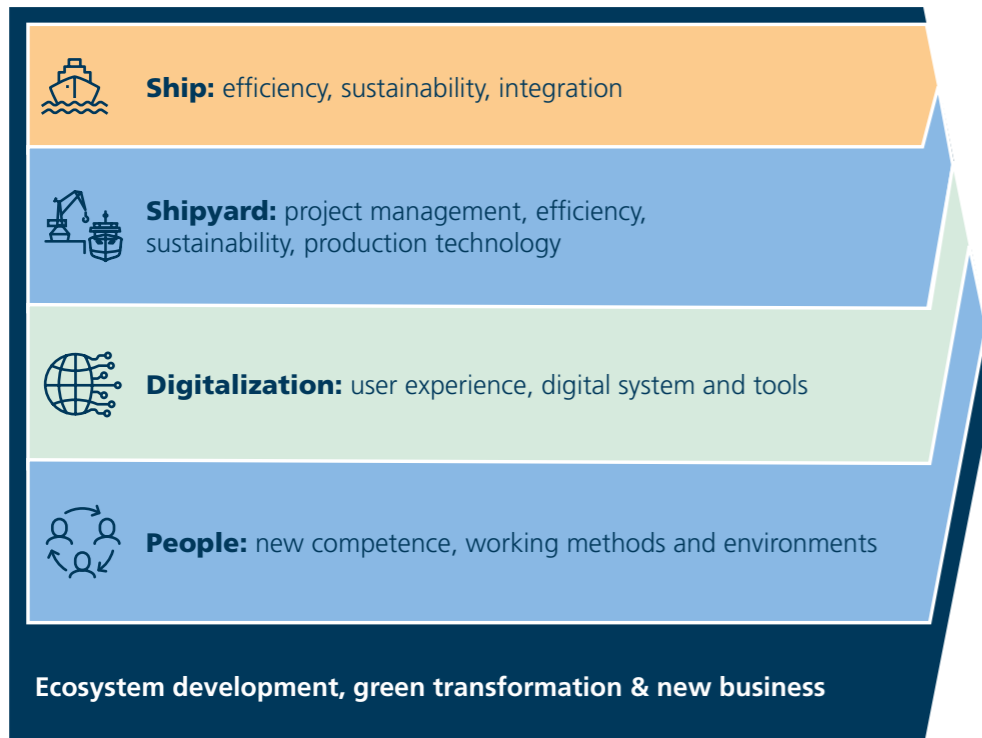 Ship: efficiency, sustainability, integration
Shipyard: project management, efficiency,
sustainability, production technology
Digitalization: user experience, digital system and tools
People: new competence, working methods and environments
Ecosystem development, green transformation & new business